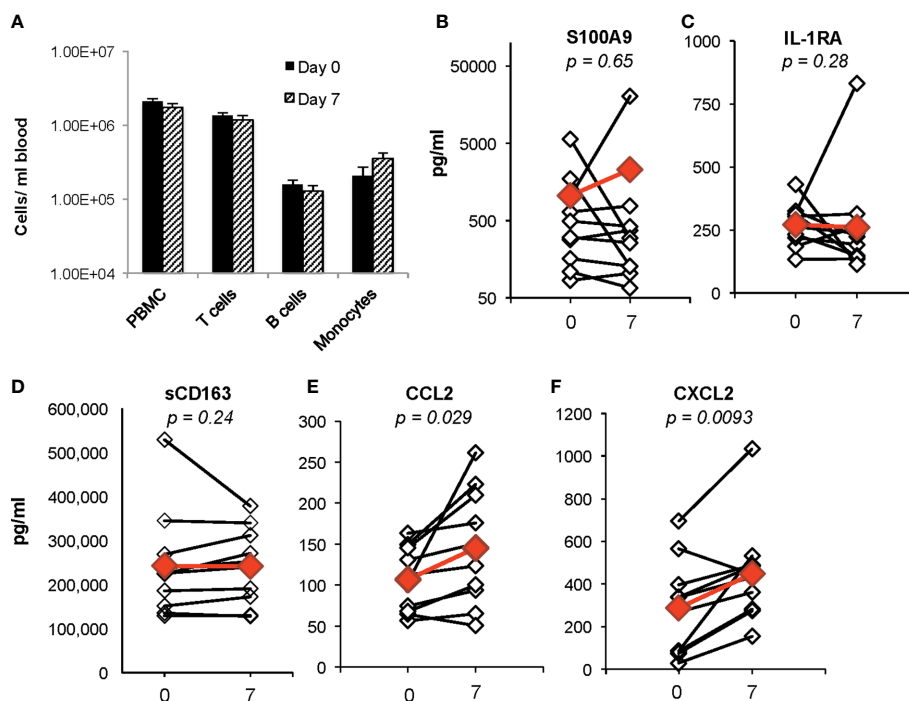 A
Cells/ ml blood
1.00E+07
1.00E+06
1.00E+05
1.00E+04
Day 0
Day 7
PBMC
T cells
B cells
Monocytes
B
S100A9
p = 0.65
pg/ml
50000
5000
500
50
0
7
C
IL-1RA
p = 0.28
1000
750
500
250
0
0
7
D
sCD163
p = 0.24
pg/ml
600,000
500,000
400,000
300,000
200,000
100,000
0
0
7
E
CCL2
p = 0.029
300
250
200
150
100
50
0
0
7
F
CXCL2
p = 0.0093
1200
1000
800
600
400
200
0
0
7